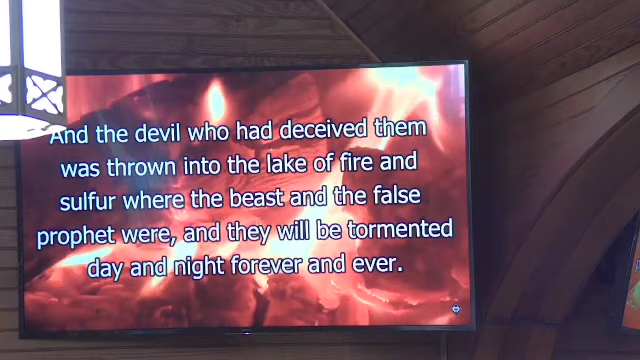 And the devil who had deceived them
was thrown into the lake of fire and
sulfur where the beast and the false
prophet were, and they will be tormented
day and night forever and ever.